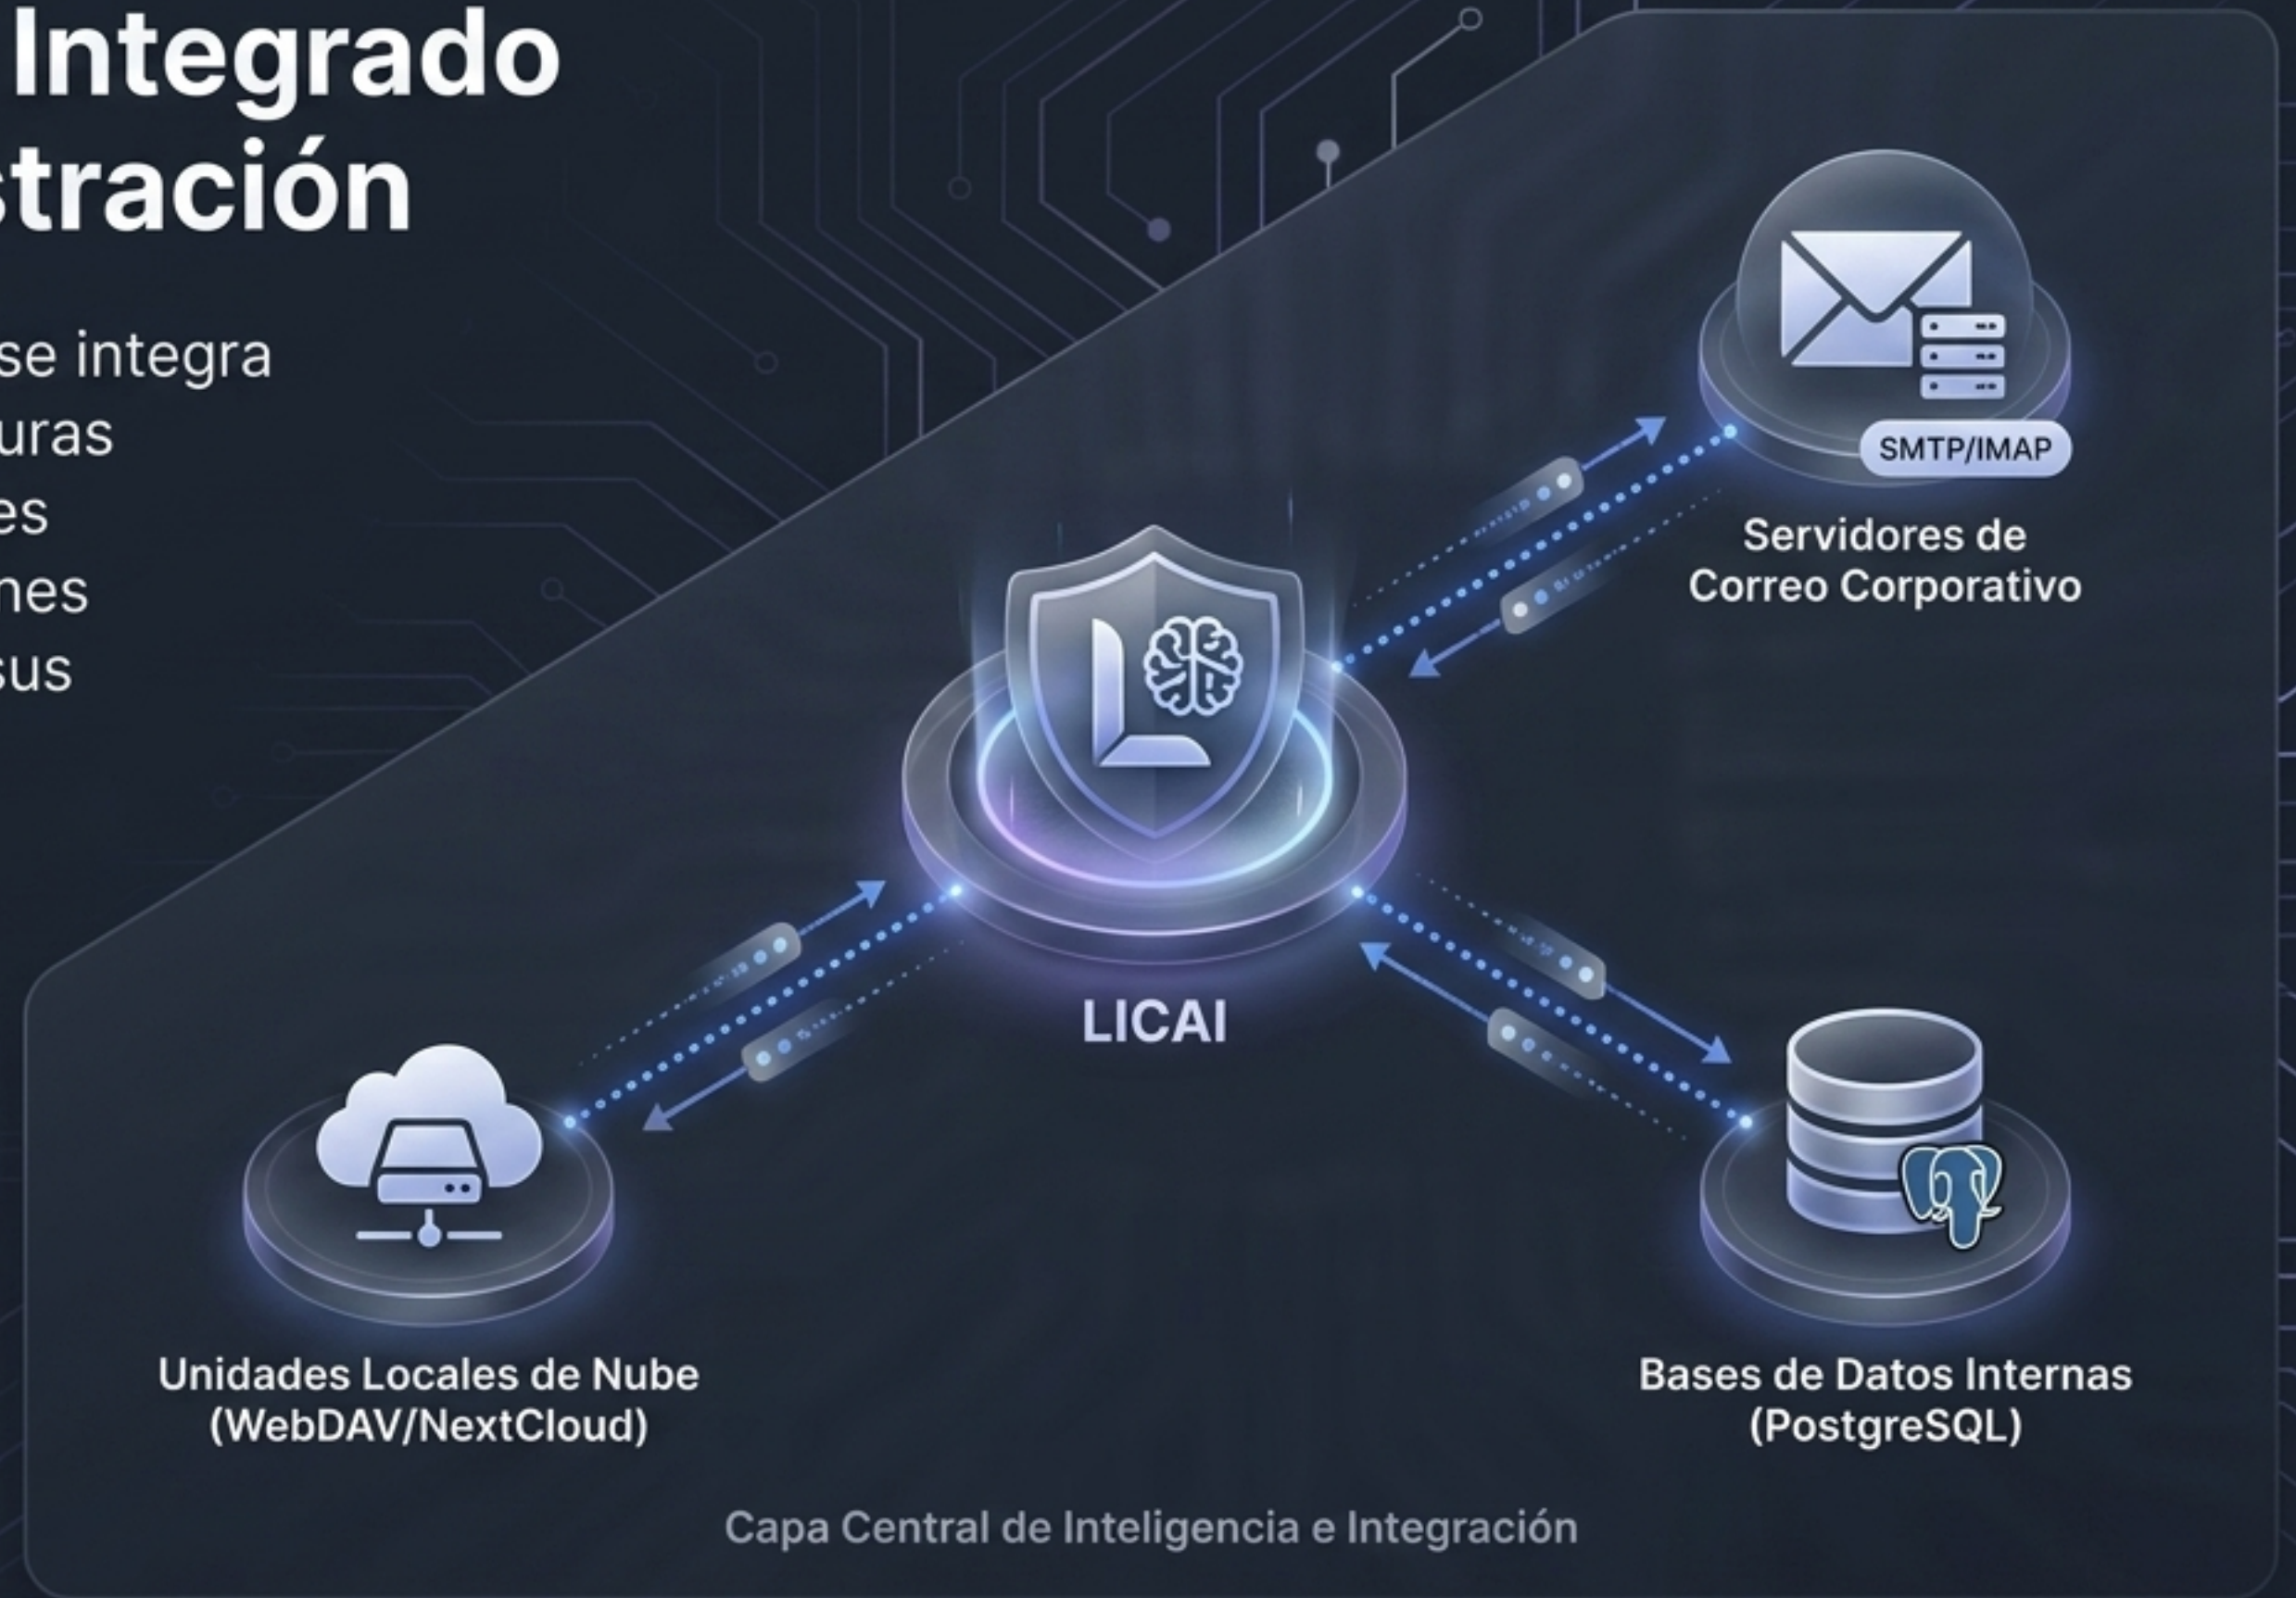 Integrado
stración
se integra
uras
es
nes
sus
SMTP/IMAP
Servidores de
Correo Corporativo
L
LICAI
Unidades Locales de Nube
(WebDAV/NextCloud)
Bases de Datos Internas
(PostgreSQL)
Capa Central de Inteligencia e Integración